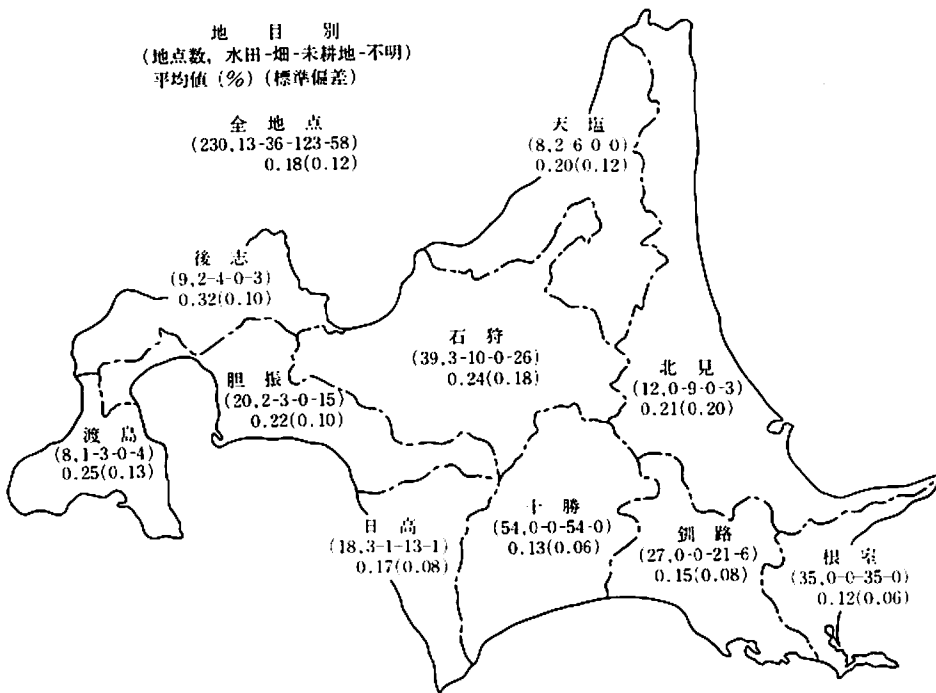 地目別
(地点数, 水田-畑-未耕地-不明)
平均値 (%) (標準偏差)
全地点
(230,13-36-123-58)
0.18(0.12)
天塩
(8,2 6 0 0)
0.20(0.12)
後志
(9,2-4-0-3)
0.32(0.10)
石狩
(39,3-10-0-26)
0.24(0.18)
北見
(12,0-9-0-3)
0.21(0.20)
胆振
(20,2-3-0-15)
0.22(0.10)
渡島
(8,1-3-0-4)
0.25(0.13)
日高
(18,3-1-13-1)
0.17(0.08)
十勝
(54,0-0-54-0)
0.13(0.06)
釧路
(27,0-0-21-6)
0.15(0.08)
根室
(35,0-0-35-0)
0.12(0.06)